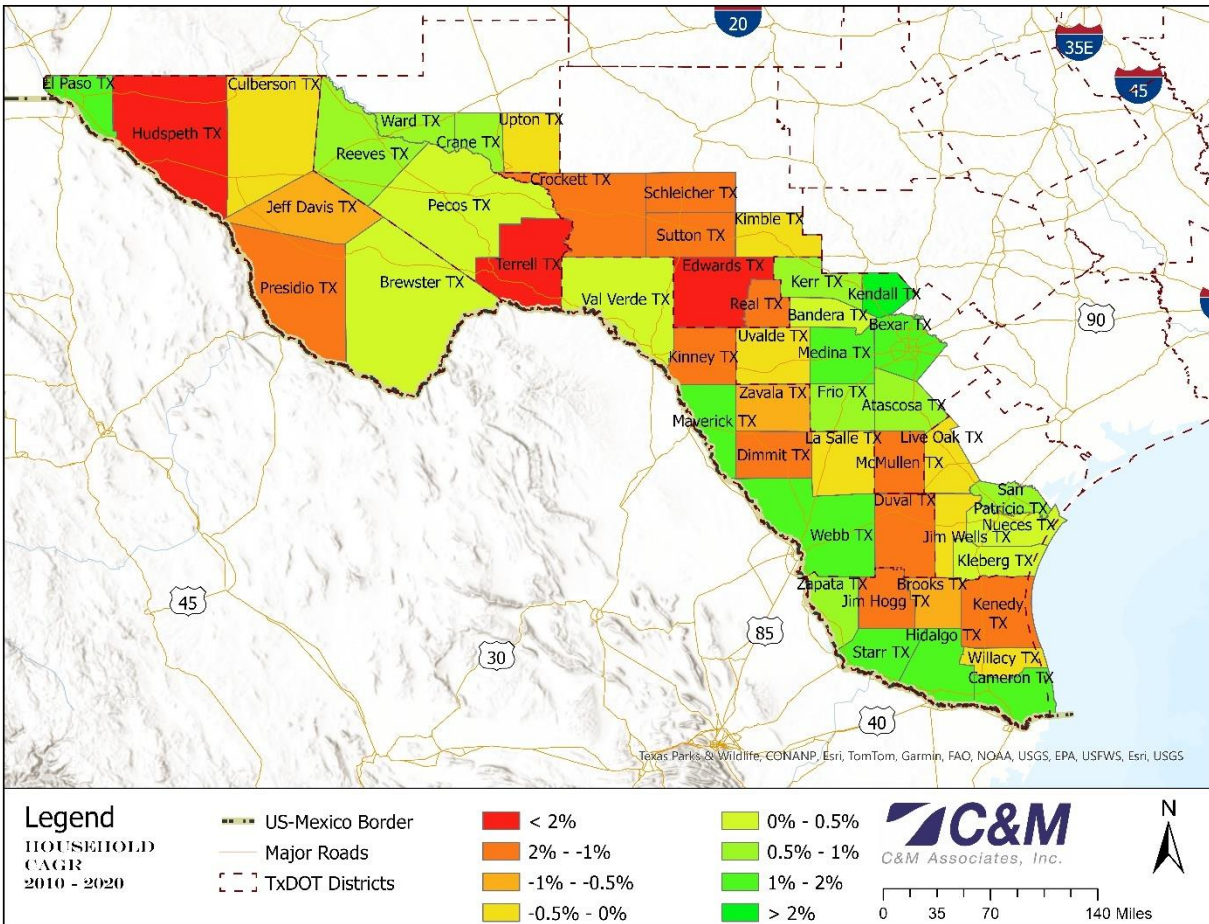 20
35E
45
El Paso TX
Hudspeth TX
Culberson TX
Reeves TX
Ward TX
Crane TX
Upton TX
Jeff Davis TX
Pecos TX
Crockett TX
Schleicher TX
Sutton TX
Kimble TX
Presidio TX
Brewster TX
Terrell TX
Val Verde TX
Edwards TX
Real TX
Kerr TX
Kendall TX
Bandera TX
Bexar TX
90
Kinney TX
Uvalde TX
Medina TX
Maverick TX
Zavala TX
Frio TX
Atascosa TX
Dimmit TX
La Salle TX
McMullen TX
Live Oak TX
Webb TX
Duval TX
Jim Wells TX
San
Patricio TX
Nueces TX
Kleberg TX
Zapata TX
Jim Hogg TX
Brooks TX
Kenedy
TX
Starr TX
Hidalgo TX
Willacy TX
Cameron TX
45
30
85
40
Texas Parks & Wildlife, CONANP, Esri, TomTom, Garmin, FAO, NOAA, USGS, EPA, USFWS, Esri, USGS
Legend
HOUSEHOLD
CAGR
2010 - 2020
US-Mexico Border
Major Roads
TxDOT Districts
< 2%
2% - -1%
-1% - -0.5%
-0.5% - 0%
0% - 0.5%
0.5% - 1%
1% - 2%
> 2%
C&M
C&M Associates, Inc.
N
0 35 70 140 Miles